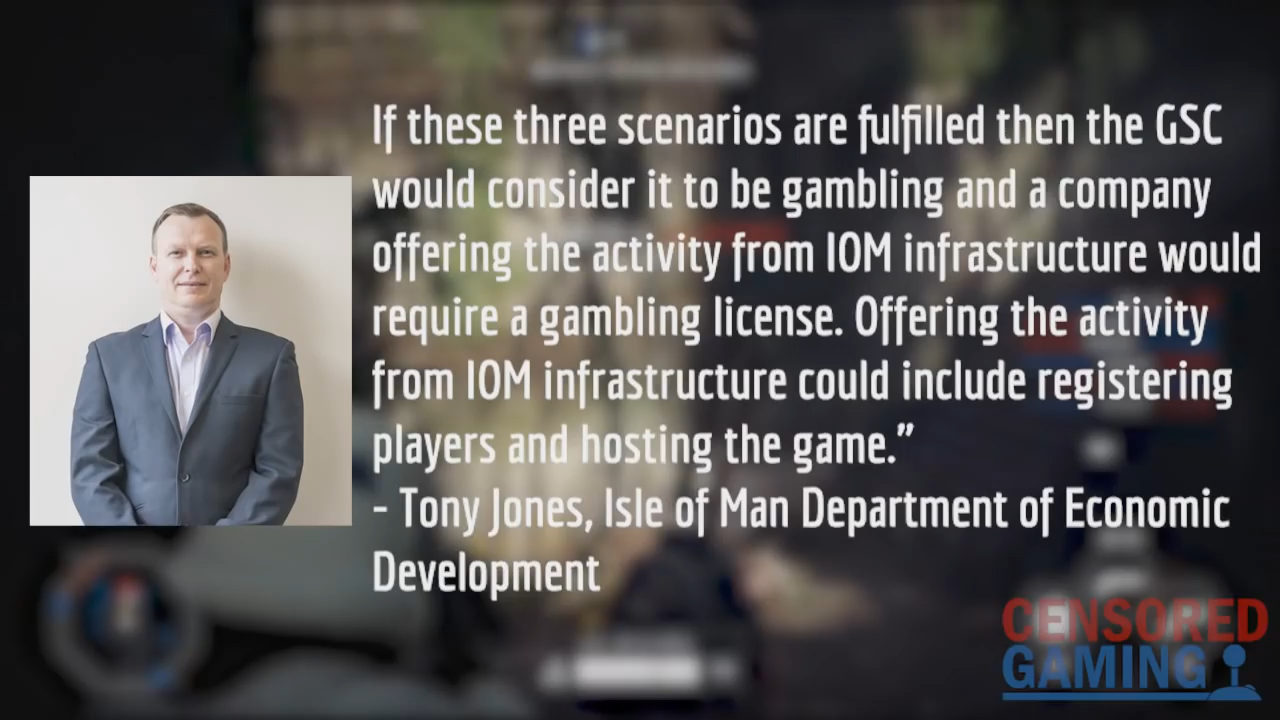 If these three scenarios are fulfilled then the GSC
would consider it to be gambling and a company
offering the activity from IOM infrastructure would
require a gambling license. Offering the activity
from IOM infrastructure could include registering
players and hosting the game.”
- Tony Jones, Isle of Man Department of Economic
Development
CENSORED
GAMING